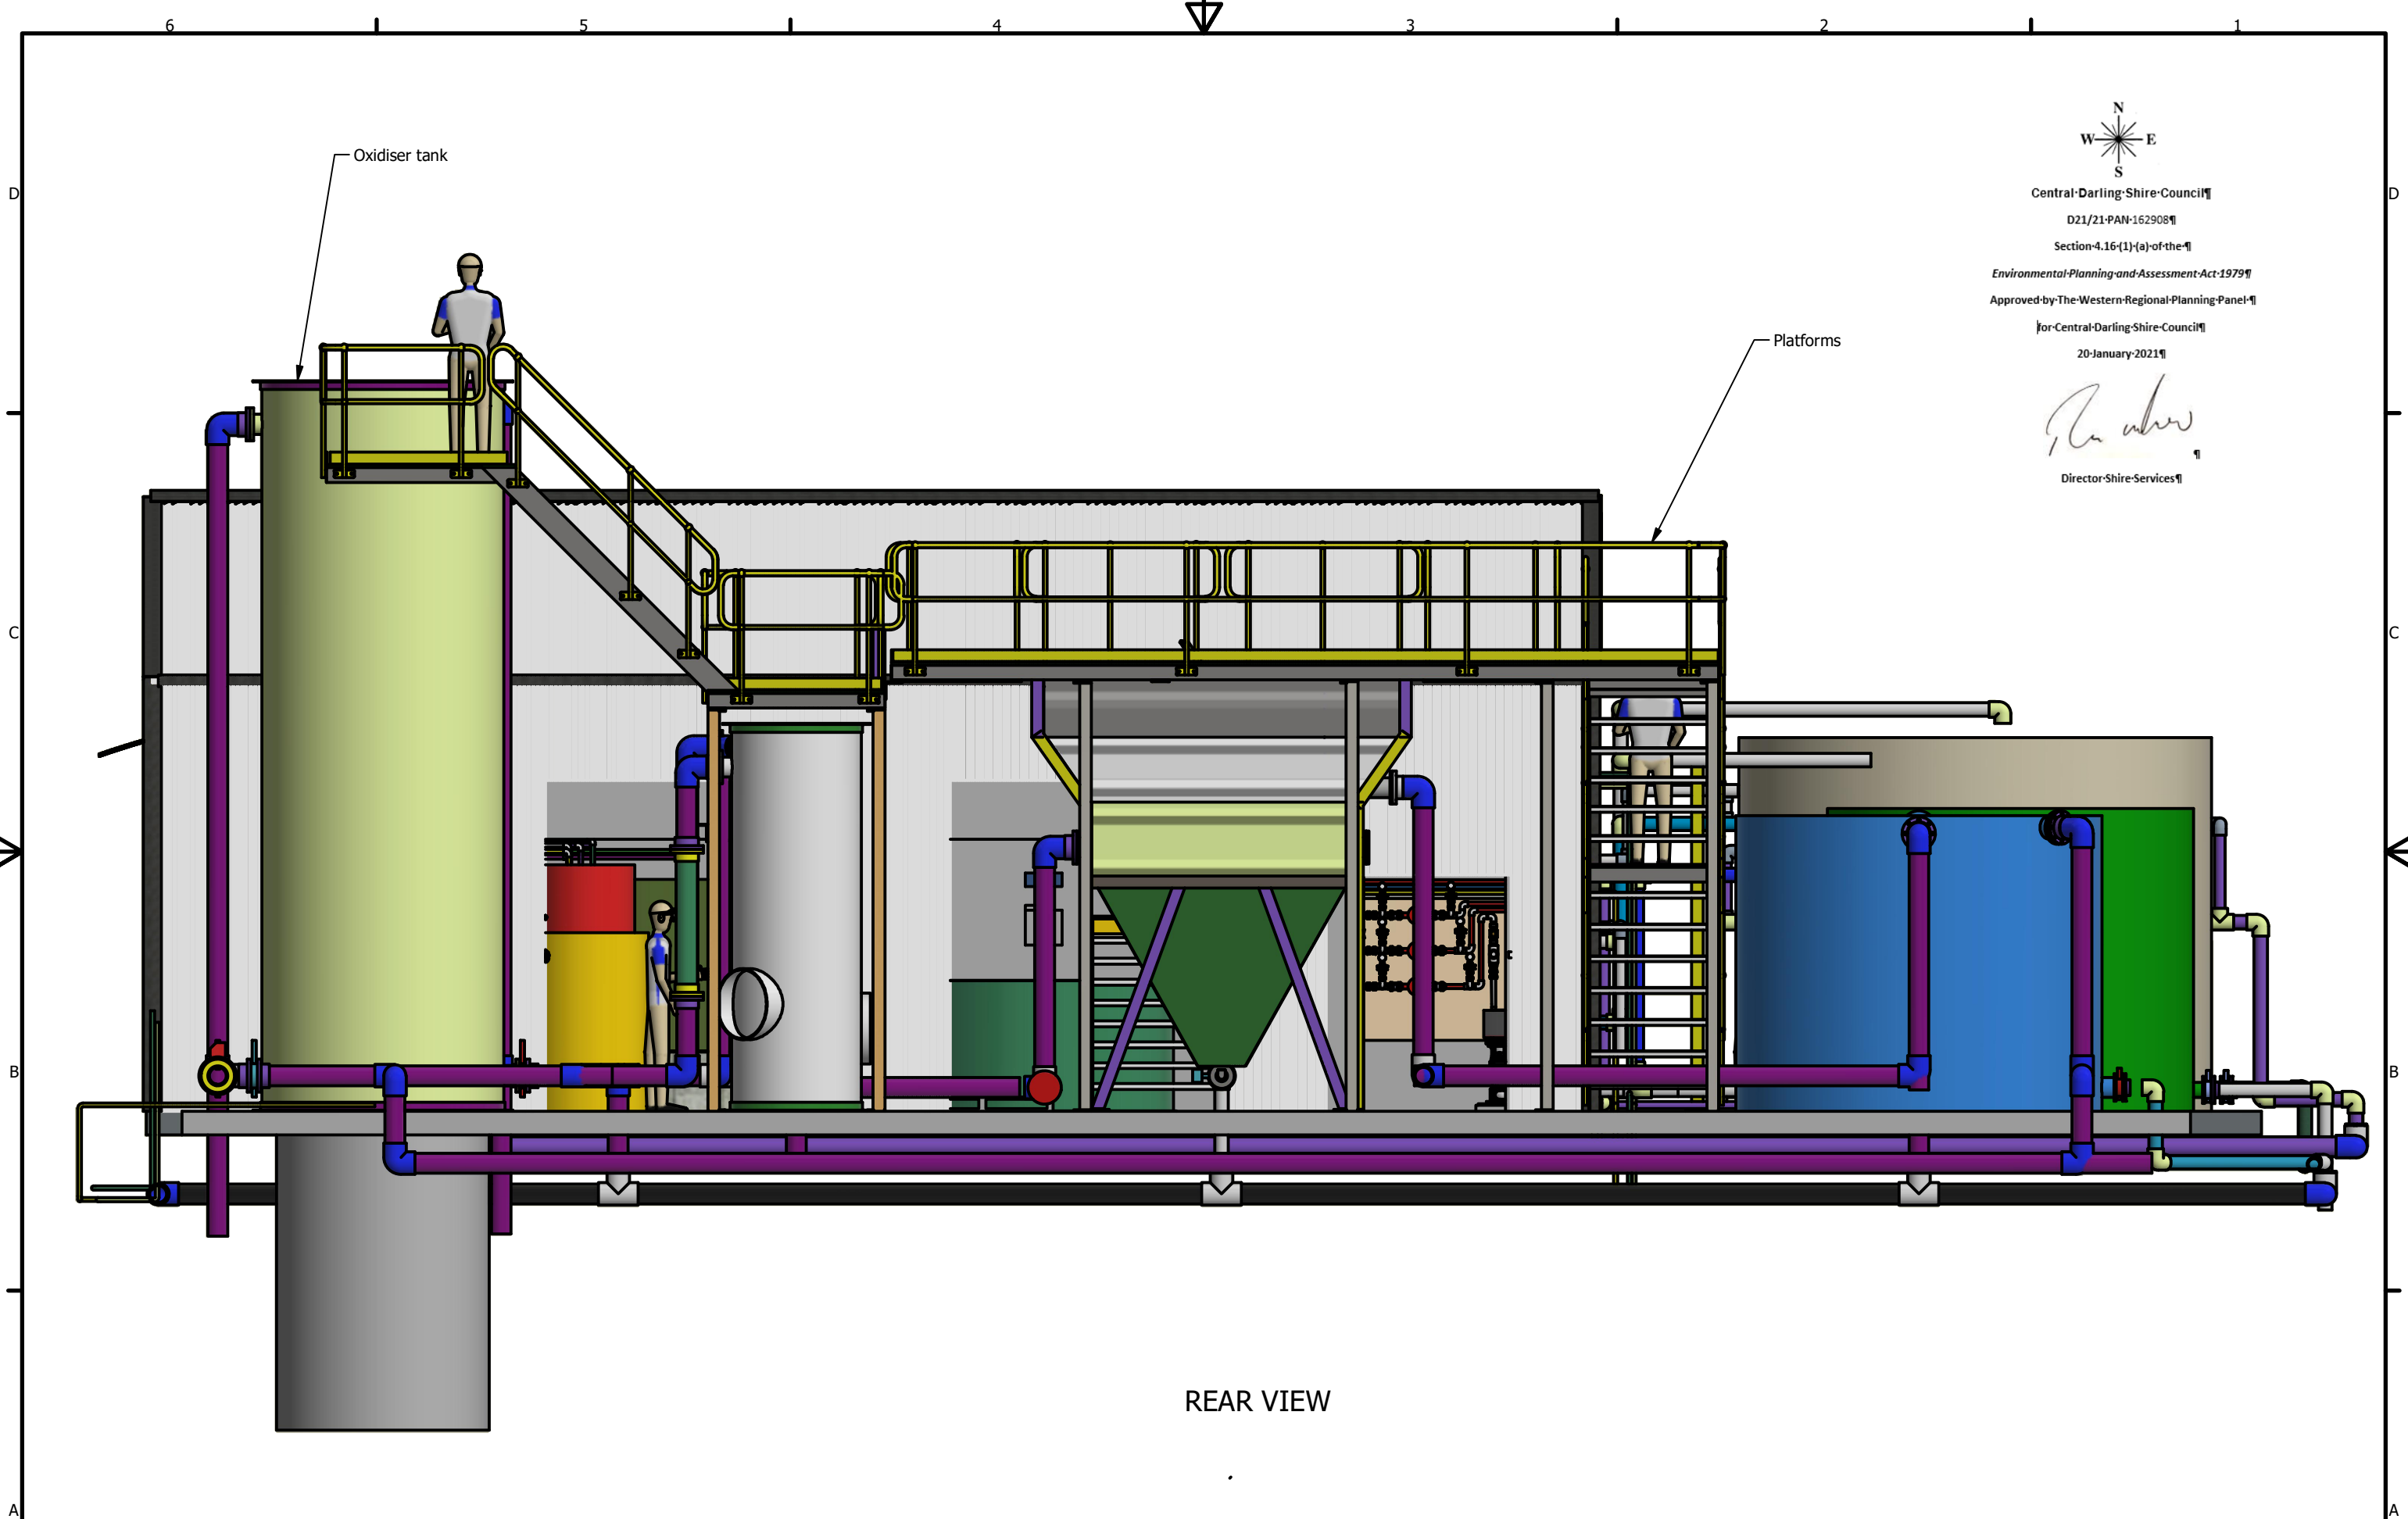 6 5 4 3 2 1
N
W E
S
Oxidiser tank
D D
Central·Darling·Shire·Council¶
D21/21·PAN·162908¶
Section·4.16·(1)·(a)·of·the·¶
Environmental·Planning·and·Assessment·Act·1979¶
Approved·by·The·Western·Regional·Planning·Panel·¶
for·Central·Darling·Shire·Council¶
Platforms
20·January·2021¶
¶
Director·Shire·Services¶
C C
B B
REAR VIEW
A A